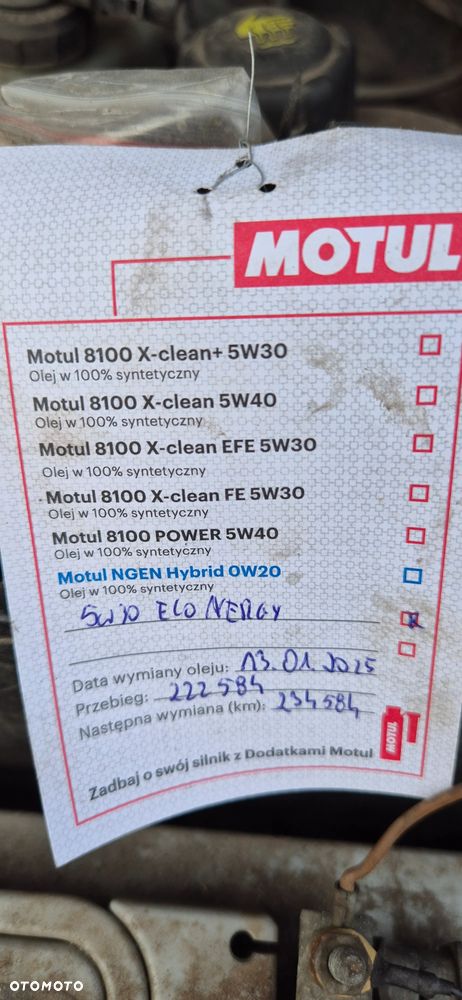 MOTUL
Motul 8100 X-clean+ 5W30
Olej w 100% syntetyczny
Motul 8100 X-clean 5W40
Olej w 100% syntetyczny
Motul 8100 X-clean EFE 5W30
Olej w 100% syntetyczny
Motul 8100 X-clean FE 5W30
Olej w 100% syntetyczny
Motul 8100 POWER 5W40
Olej w 100% syntetyczny
Motul NGEN Hybrid 0W20
Olej w 100% syntetyczny
5W30 ECO NERGY
Data wymiany oleju: 13.01.2025
Przebieg: 222584
Następna wymiana (km): 234584
MOTUL
Zadbaj o swój silnik z Dodatkami Motul
OTOMOTO